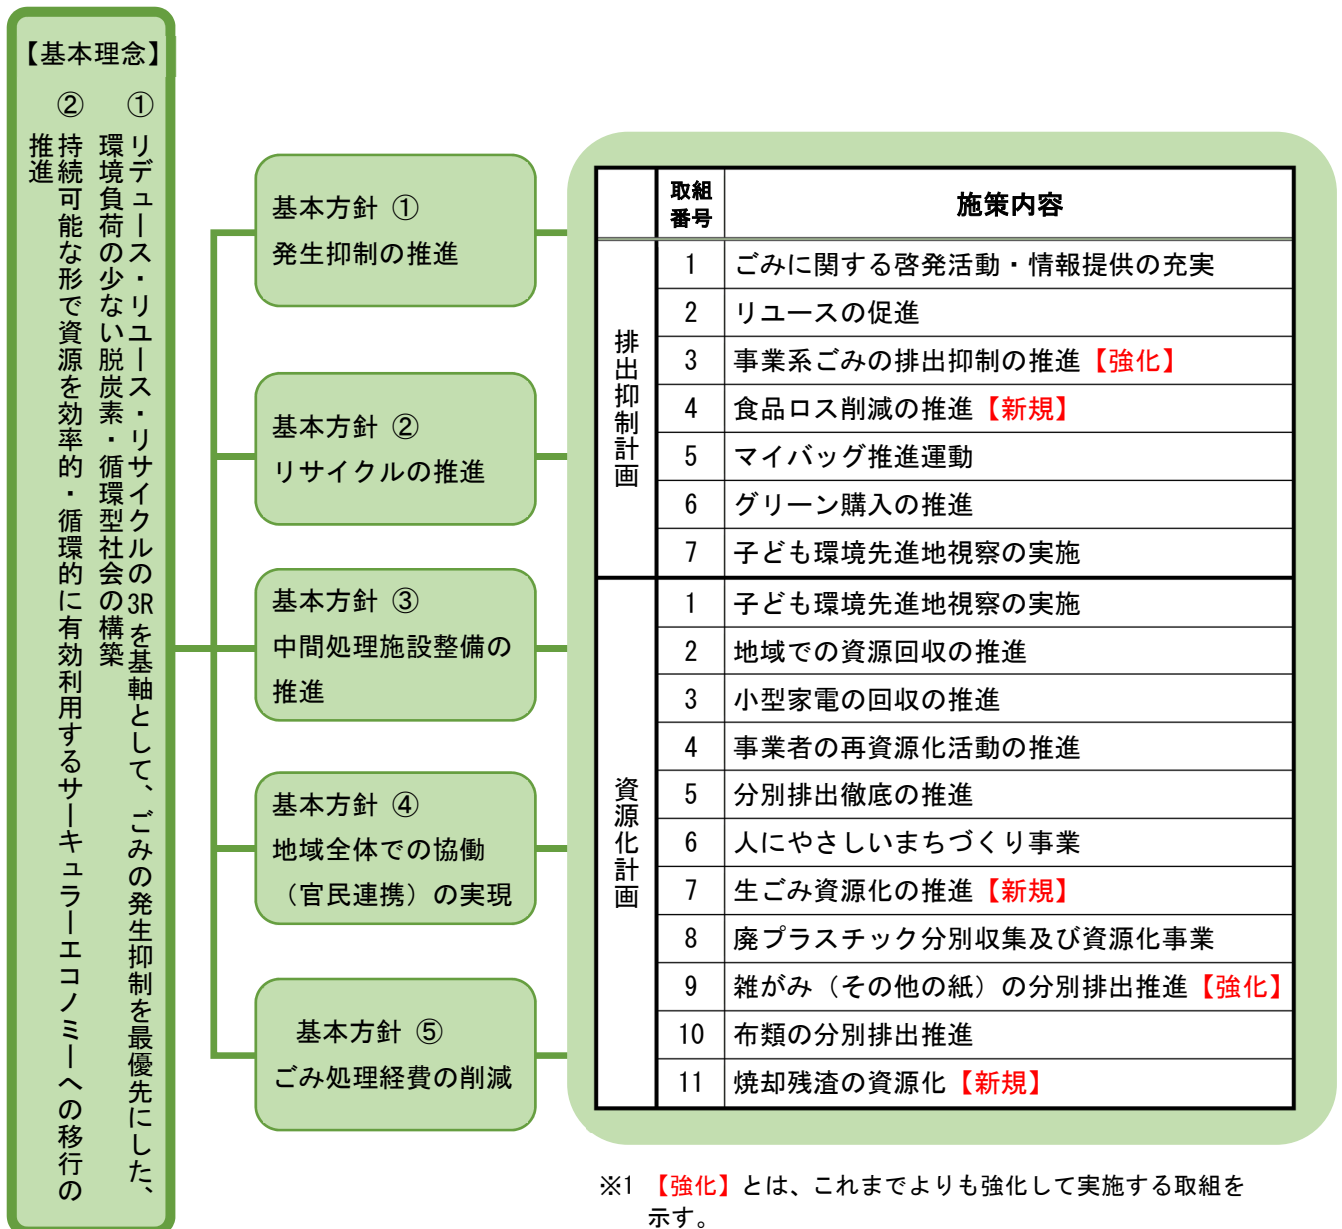 【基本理念】
① リデュース・リユース・リサイクルの3Rを基軸として、ごみの発生抑制を最優先にした、
環境負荷の少ない脱炭素・循環型社会の構築
② 持続可能な形で資源を効率的・循環的に有効利用するサーキュラーエコノミーへの移行の
推進
基本方針 ①
発生抑制の推進
基本方針 ②
リサイクルの推進
基本方針 ③
中間処理施設整備の
推進
基本方針 ④
地域全体での協働
（官民連携）の実現
基本方針 ⑤
ごみ処理経費の削減
取組
番号
施策内容
排出抑制計画
1 ごみに関する啓発活動・情報提供の充実
2 リユースの促進
3 事業系ごみの排出抑制の推進【強化】
4 食品ロス削減の推進【新規】
5 マイバッグ推進運動
6 グリーン購入の推進
7 子ども環境先進地視察の実施
資源化計画
1 子ども環境先進地視察の実施
2 地域での資源回収の推進
3 小型家電の回収の推進
4 事業者の再資源化活動の推進
5 分別排出徹底の推進
6 人にやさしいまちづくり事業
7 生ごみ資源化の推進【新規】
8 廃プラスチック分別収集及び資源化事業
9 雑がみ（その他の紙）の分別排出推進【強化】
10 布類の分別排出推進
11 焼却残渣の資源化【新規】
※1 【強化】とは、これまでよりも強化して実施する取組を
示す。